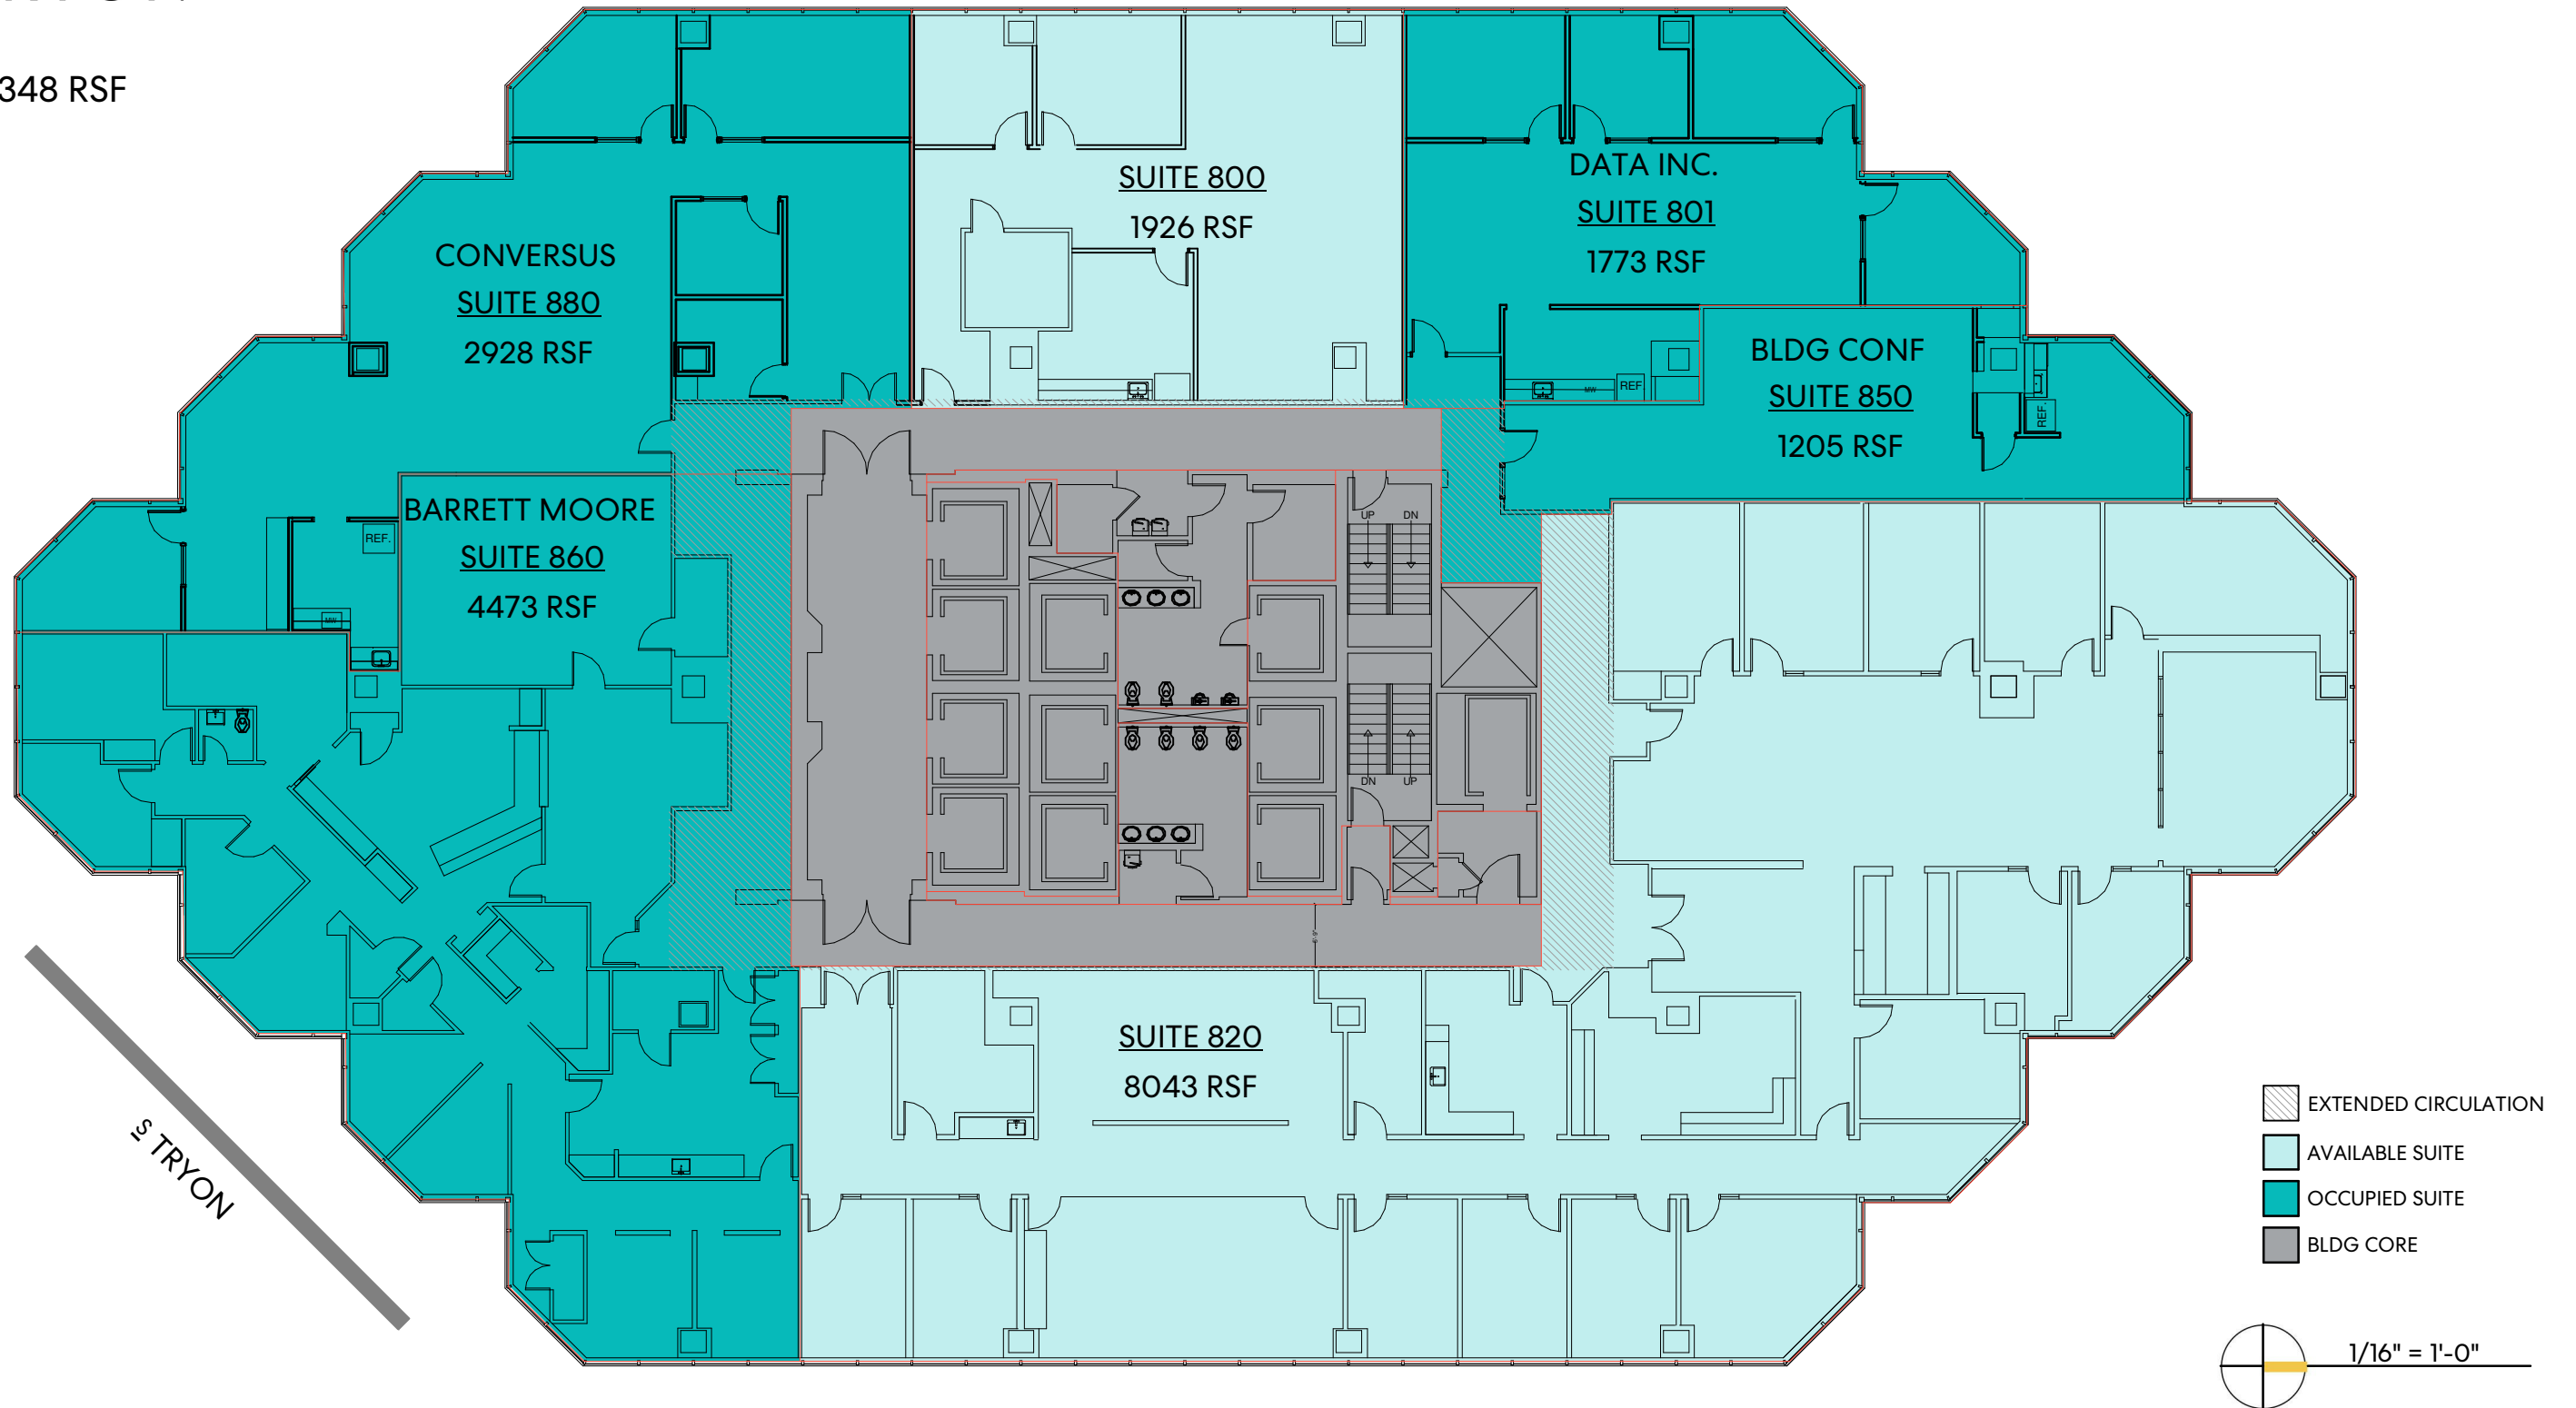 348 RSF
SUITE 800
1926 RSF
DATA INC.
SUITE 801
1773 RSF
CONVERSUS
SUITE 880
2928 RSF
BLDG CONF
SUITE 850
1205 RSF
MW
REF
REF.
BARRETT MOORE
SUITE 860
4473 RSF
REF.
MW
UP
DN
DN
UP
SUITE 820
8043 RSF
S TRYON
EXTENDED CIRCULATION
AVAILABLE SUITE
OCCUPIED SUITE
BLDG CORE
1/16" = 1'-0"